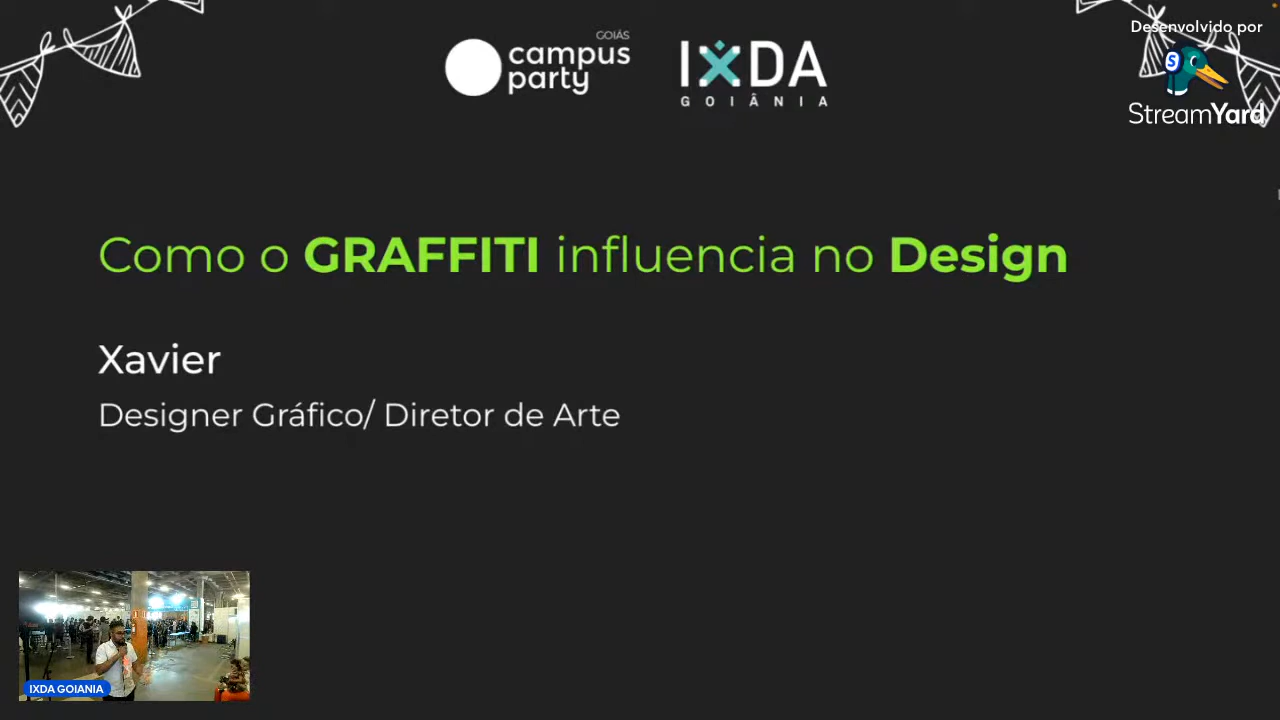 Desenvolvido por
StreamYard
GOIÁS
campus
party
IXDA
GOIÂNIA
Como o GRAFFITI influencia no Design
Xavier
Designer Gráfico/ Diretor de Arte
IXDA GOIANIA